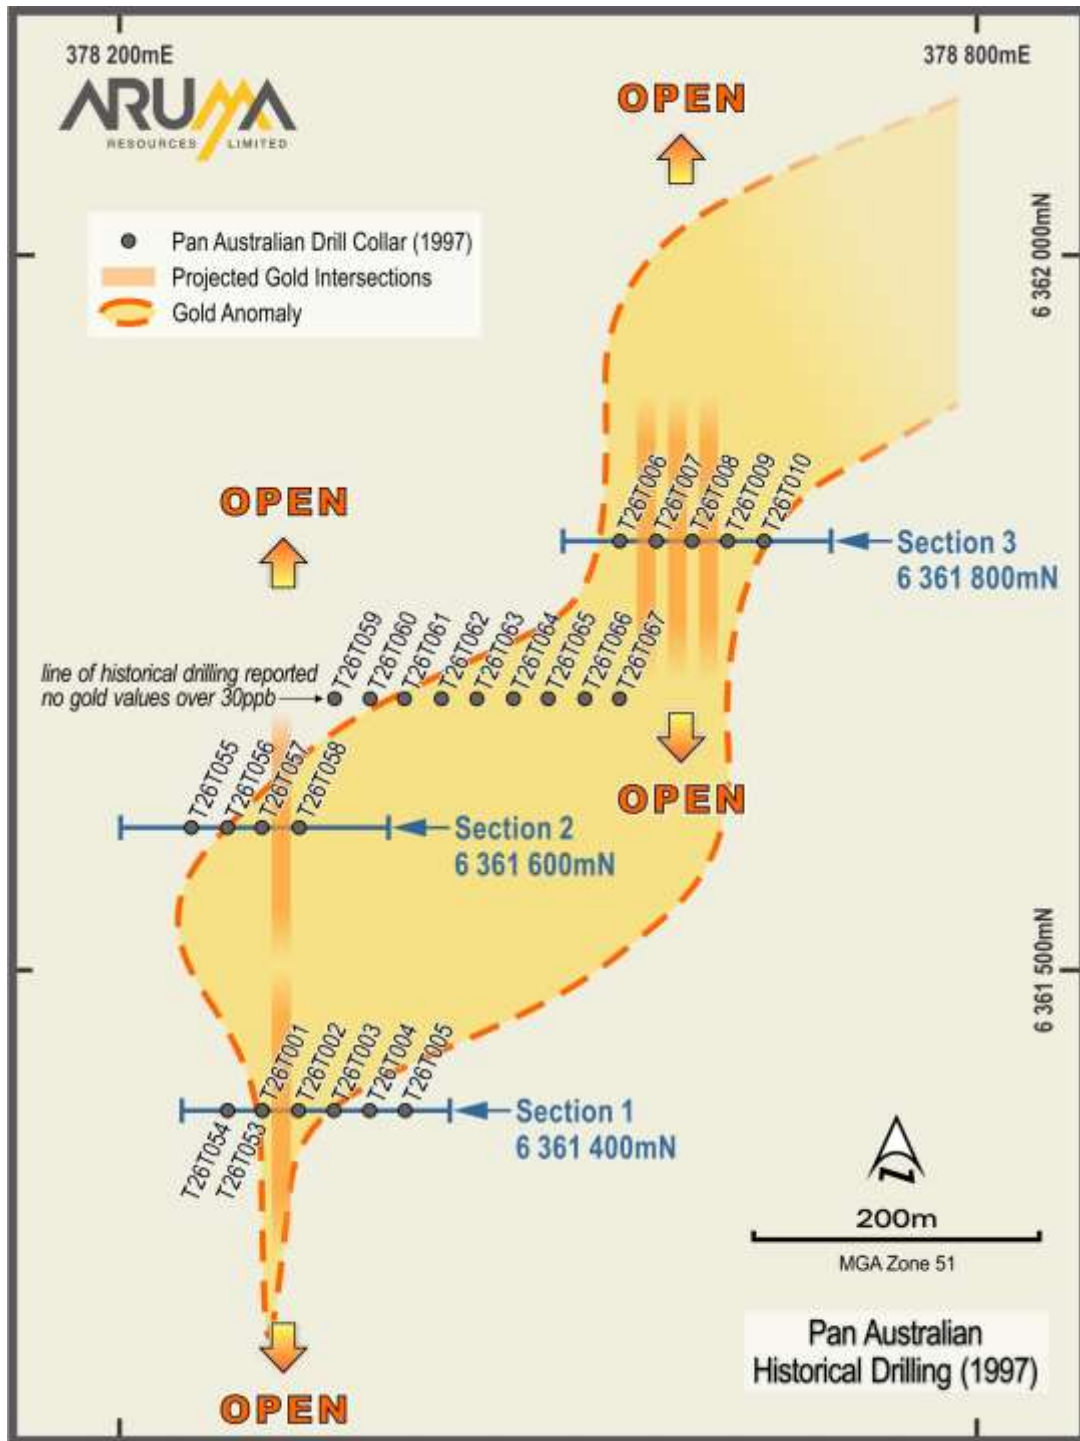 378 200mE
378 800mE
ARUMA
RESOURCES LIMITED
OPEN
6 362 000mN
Pan Australian Drill Collar (1997)
Projected Gold Intersections
Gold Anomaly
T26T006
T26T007
T26T008
T26T009
T26T010
OPEN
Section 3
6 361 800mN
T26T059
T26T060
T26T061
T26T062
T26T063
T26T064
T26T065
T26T066
T26T067
line of historical drilling reported
no gold values over 30ppb
T26T055
T26T056
T26T057
T26T058
OPEN
Section 2
6 361 600mN
6 361 500mN
T26T001
T26T002
T26T003
T26T004
T26T005
T26T054
T26T053
Section 1
6 361 400mN
200m
MGA Zone 51
Pan Australian
Historical Drilling (1997)
OPEN